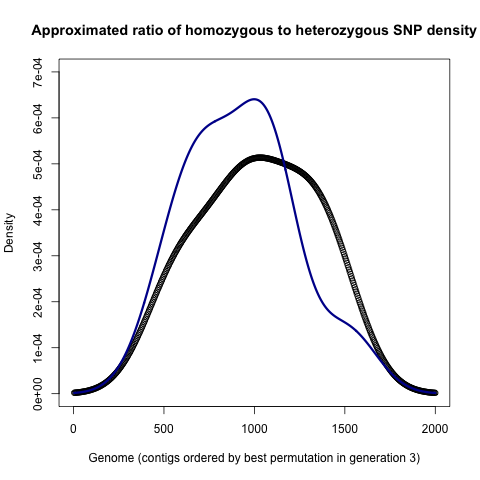 Approximated ratio of homozygous to heterozygous SNP density
7e-04
6e-04
5e-04
4e-04
3e-04
2e-04
1e-04
0e+00
Density
0 500 1000 1500 2000
Genome (contigs ordered by best permutation in generation 3)